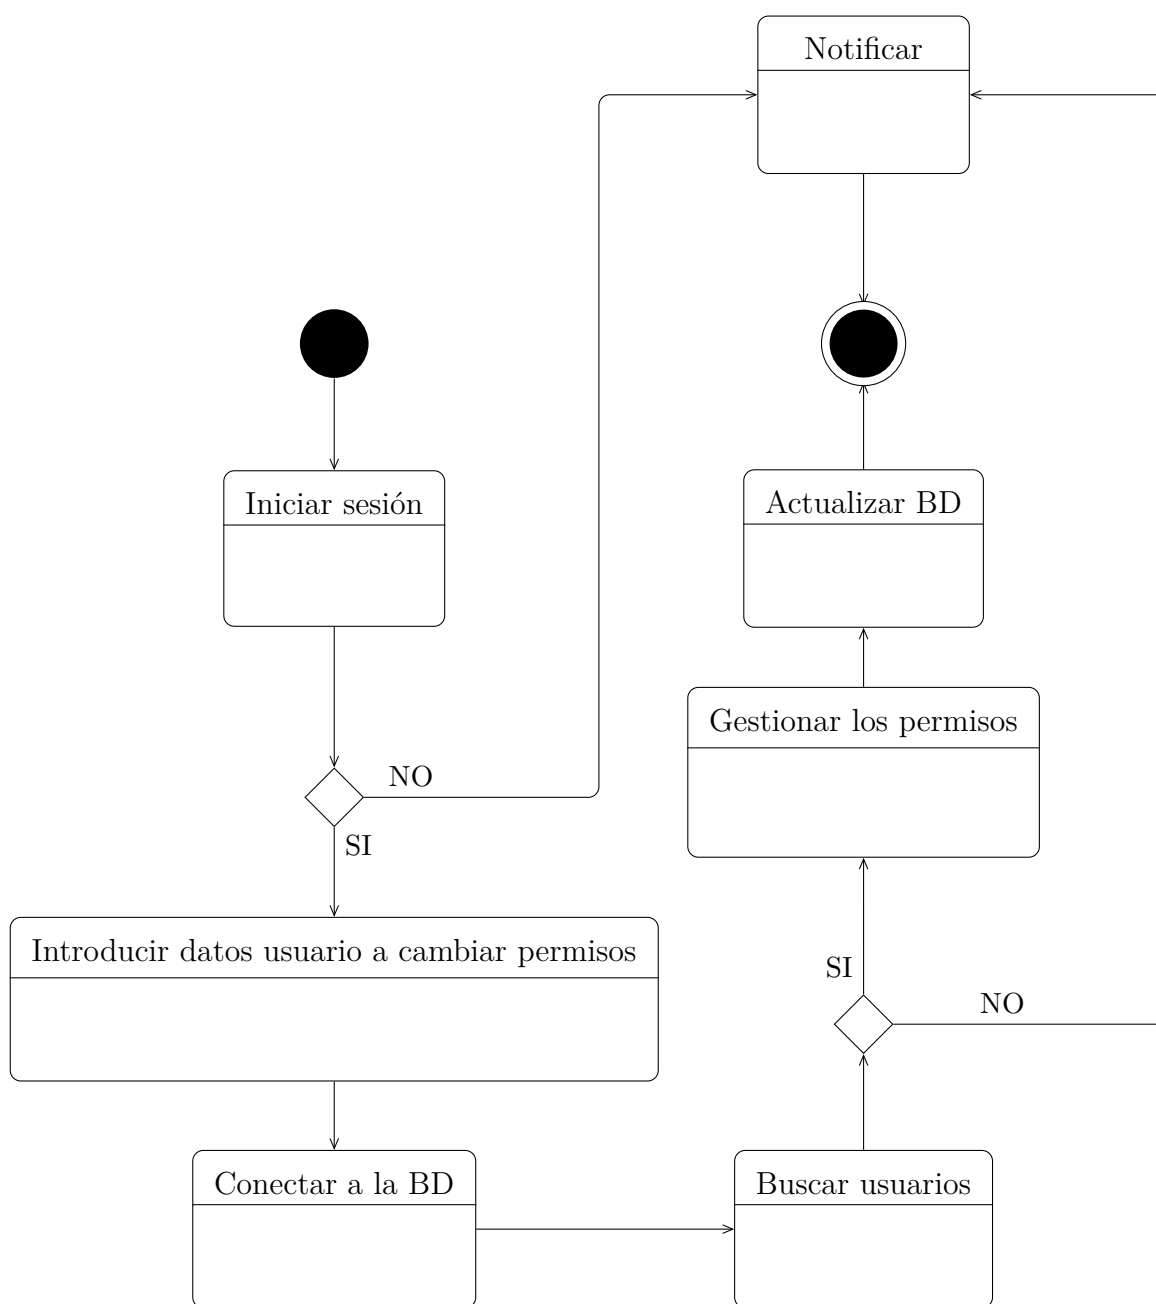 Notificar
Iniciar sesión
Actualizar BD
Gestionar los permisos
NO
SI
Introducir datos usuario a cambiar permisos
SI
NO
Conectar a la BD
Buscar usuarios